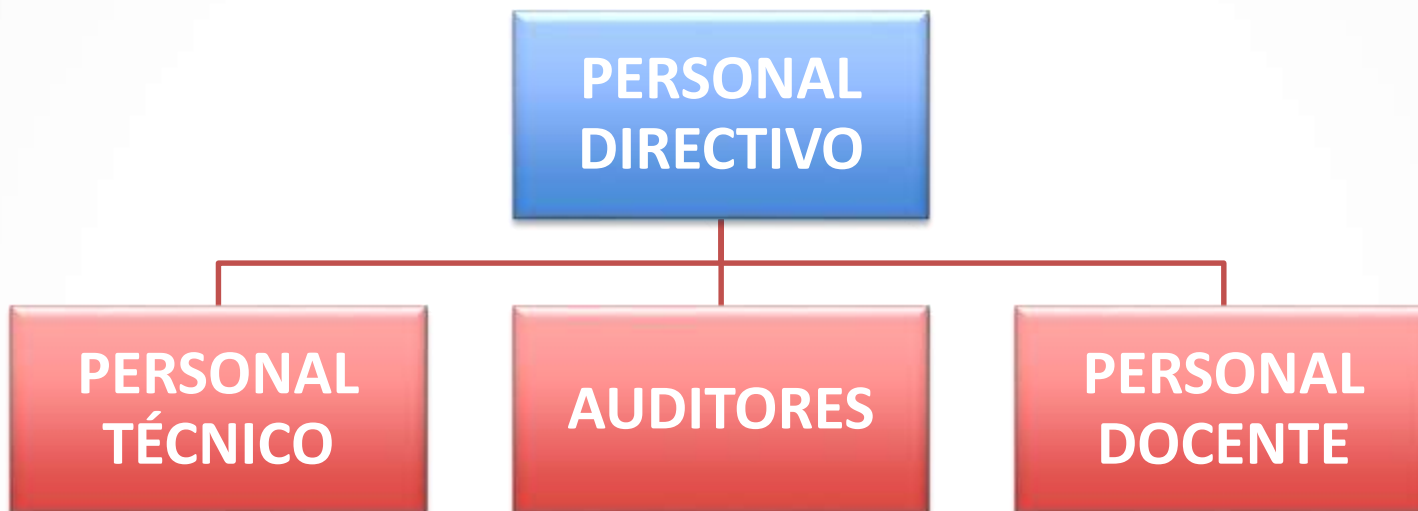 PERSONAL
DIRECTIVO
PERSONAL
TÉCNICO
AUDITORES
PERSONAL
DOCENTE